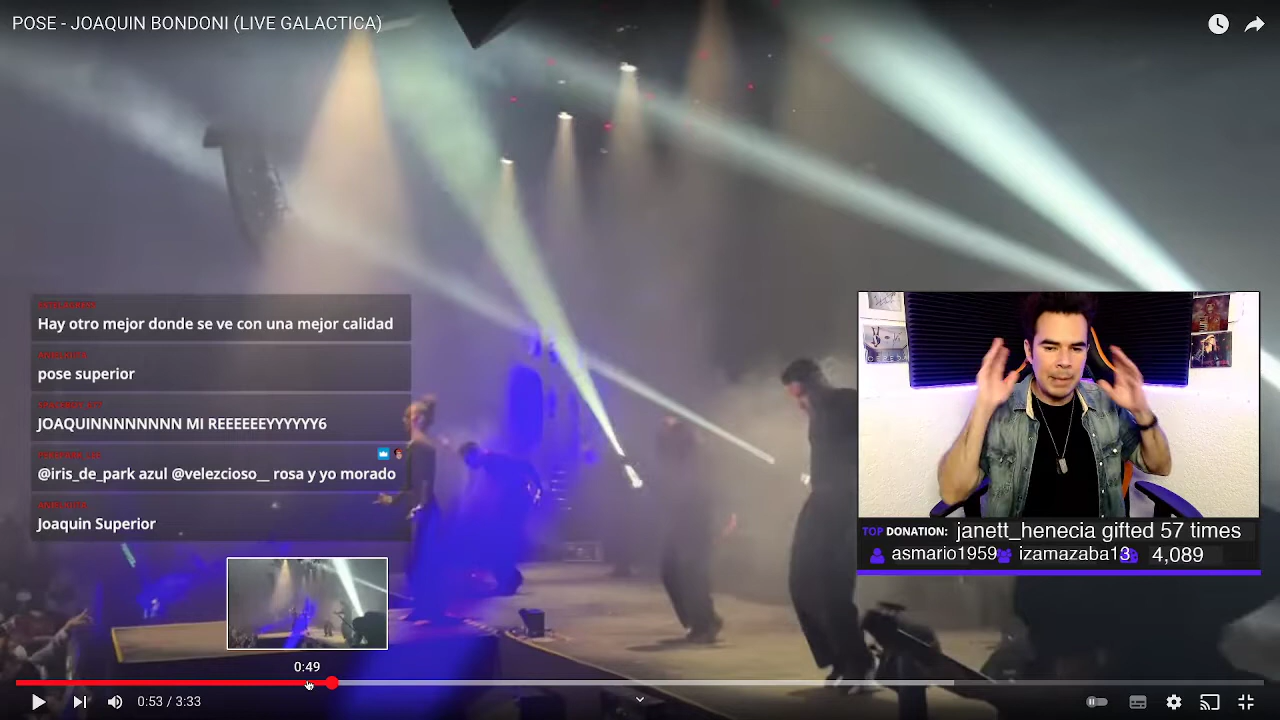 POSE - JOAQUIN BONDONI (LIVE GALACTICA)
Hay otro mejor donde se ve con una mejor calidad
pose superior
JOAQUINNNNNNNN MI REEEEEEYYYYYY6
@iris_de_park azul @velezcioso__ rosa y yo morado
Joaquin Superior
TOP DONATION: janett_henecia gifted 57 times
asmario1959 izamazaba13 4,089
0:49
0:53 / 3:33